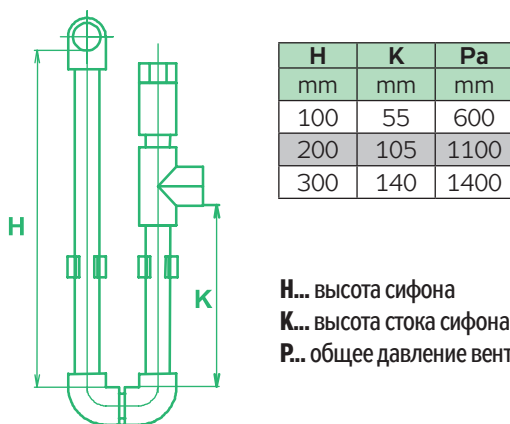 H K Pa
mm mm mm
100 55 600
200 105 1100
300 140 1400
H
K
H... высота сифона
K... высота стока сифона
P... общее давление вент